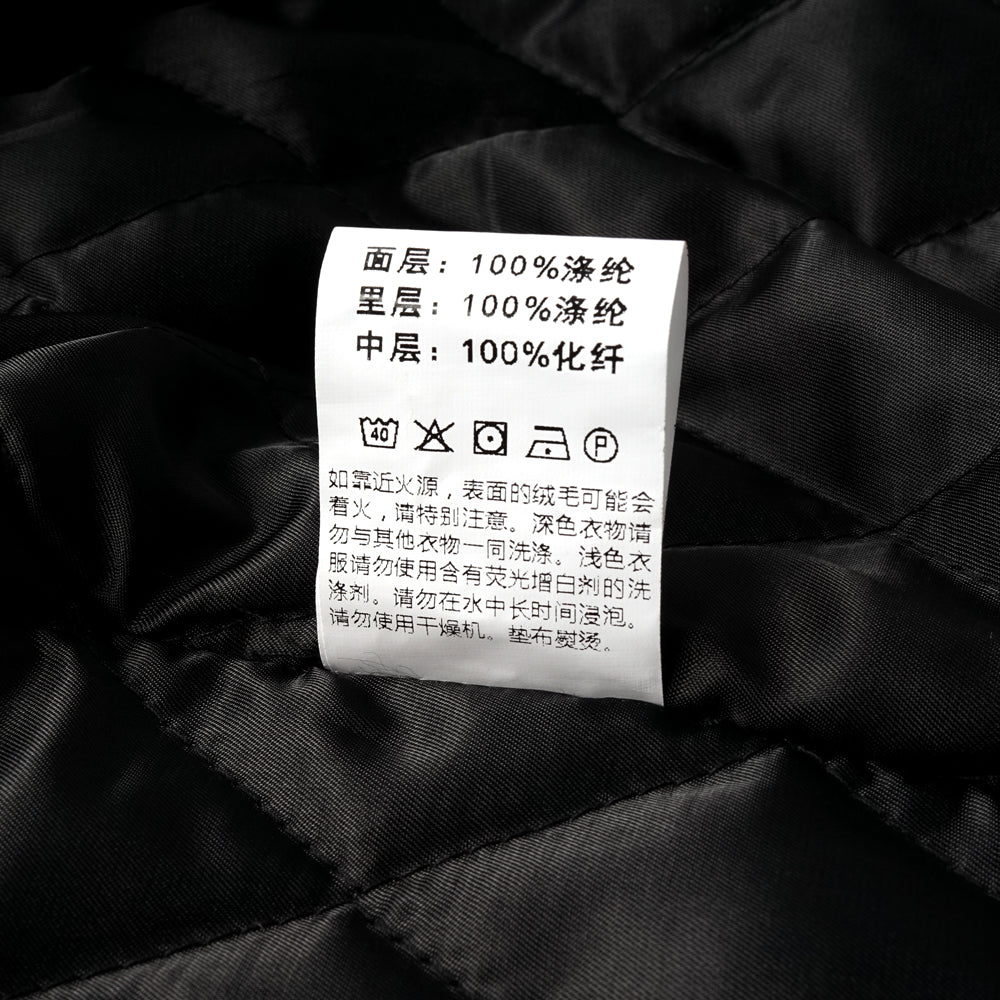 面层：100%涤纶
里层：100%涤纶
中层：100%化纤
40
P
如靠近火源，表面的绒毛可能会
着火，请特别注意。深色衣物请
勿与其他衣物一同洗涤。浅色衣
服请勿使用含有荧光增白剂的洗
涤剂。请勿在水中长时间浸泡。
请勿使用干燥机。垫布熨烫。